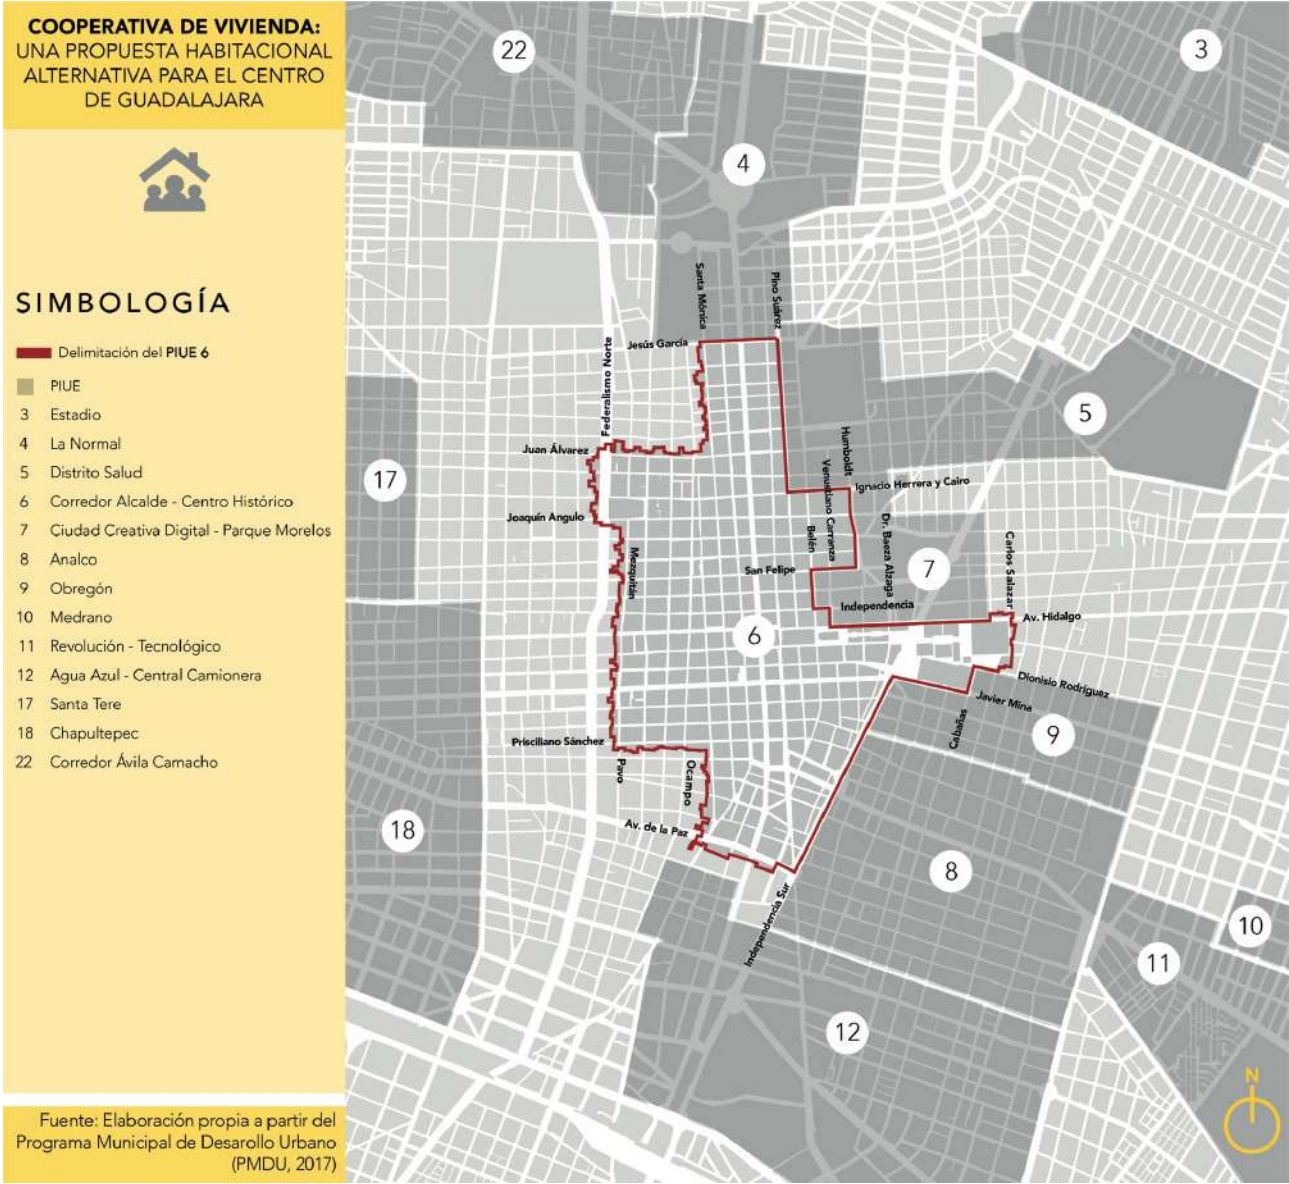 COOPERATIVA DE VIVIENDA:
UNA PROPUESTA HABITACIONAL
ALTERNATIVA PARA EL CENTRO
DE GUADALAJARA
SIMBOLOGÍA
Delimitación del PIUE 6
PIUE
3 Estadio
4 La Normal
5 Distrito Salud
6 Corredor Alcalde - Centro Histórico
7 Ciudad Creativa Digital - Parque Morelos
8 Analco
9 Obregón
10 Medrano
11 Revolución - Tecnológico
12 Agua Azul - Central Camionera
17 Santa Tere
18 Chapultepec
22 Corredor Ávila Camacho
Fuente: Elaboración propia a partir del
Programa Municipal de Desarollo Urbano
(PMDU, 2017)
22
3
4
Santa Mónica
Pino Suárez
Jesús García
Federalismo Norte
5
Juan Álvarez
Humboldt
17
Venustiano Carranza
Ignacio Herrera y Cairo
Joaquín Angulo
Belén
Dr. Baeza Alzaga
Carlos Salazar
Mezquitán
San Felipe
7
Independencia
Av. Hidalgo
6
Dionisio Rodríguez
Javier Mina
Cabañas
9
Prisciliano Sánchez
Pavo
Ocampo
Av. de la Paz
18
8
Independencia Sur
10
11
12
N